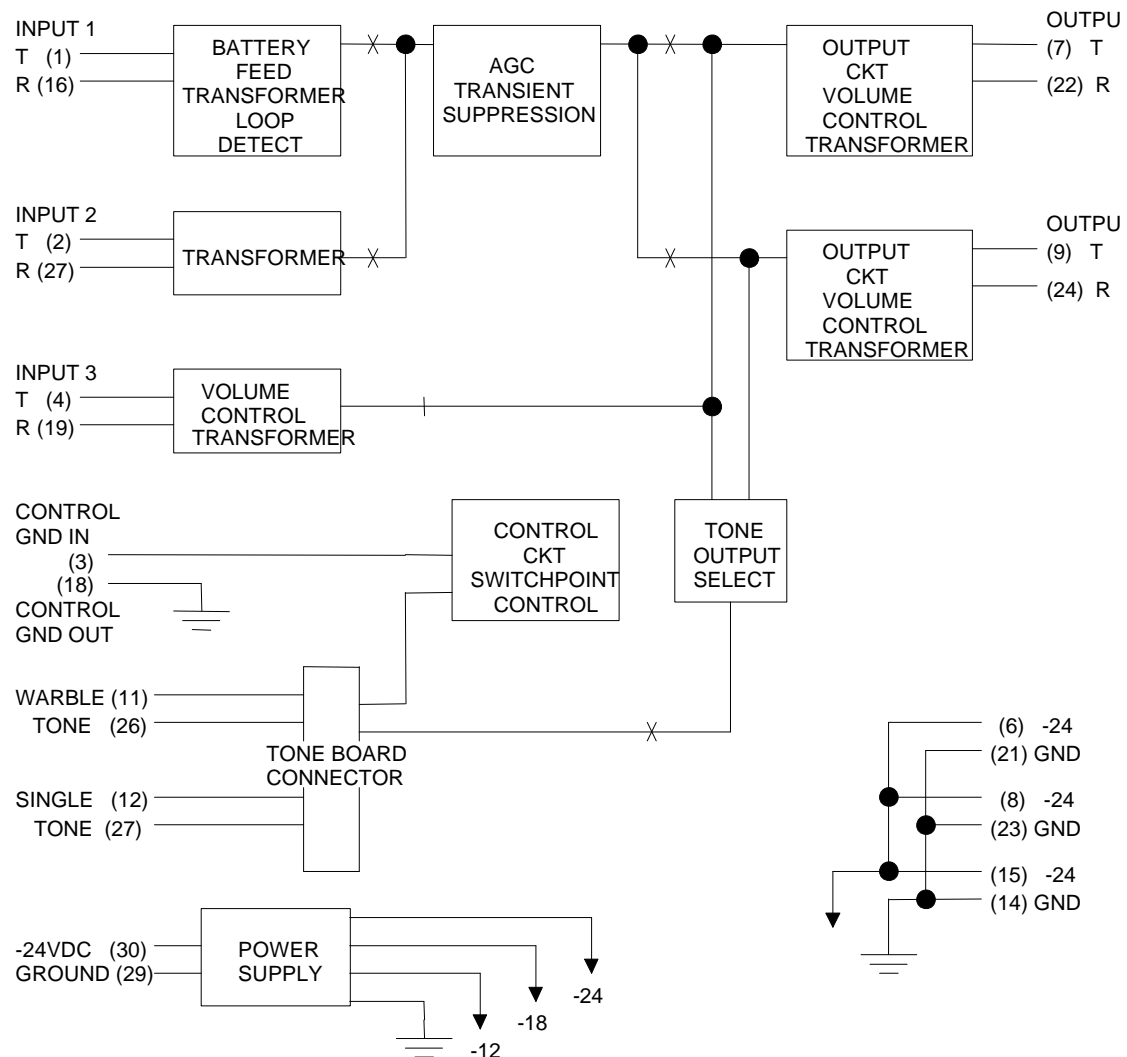 INPUT 1
T (1)
R (16)
BATTERY
FEED
TRANSFORMER
LOOP
DETECT
AGC
TRANSIENT
SUPPRESSION
OUTPUT
CKT
VOLUME
CONTROL
TRANSFORMER
OUTPU
(7) T
(22) R
INPUT 2
T (2)
R (27)
TRANSFORMER
OUTPUT
CKT
VOLUME
CONTROL
TRANSFORMER
OUTPU
(9) T
(24) R
INPUT 3
T (4)
R (19)
VOLUME
CONTROL
TRANSFORMER
CONTROL
GND IN
(3)
(18)
CONTROL
GND OUT
CONTROL
CKT
SWITCHPOINT
CONTROL
TONE
OUTPUT
SELECT
WARBLE (11)
TONE (26)
TONE BOARD
CONNECTOR
SINGLE (12)
TONE (27)
(6) -24
(21) GND
(8) -24
(23) GND
(15) -24
(14) GND
-24VDC (30)
GROUND (29)
POWER
SUPPLY
-24
-18
-12